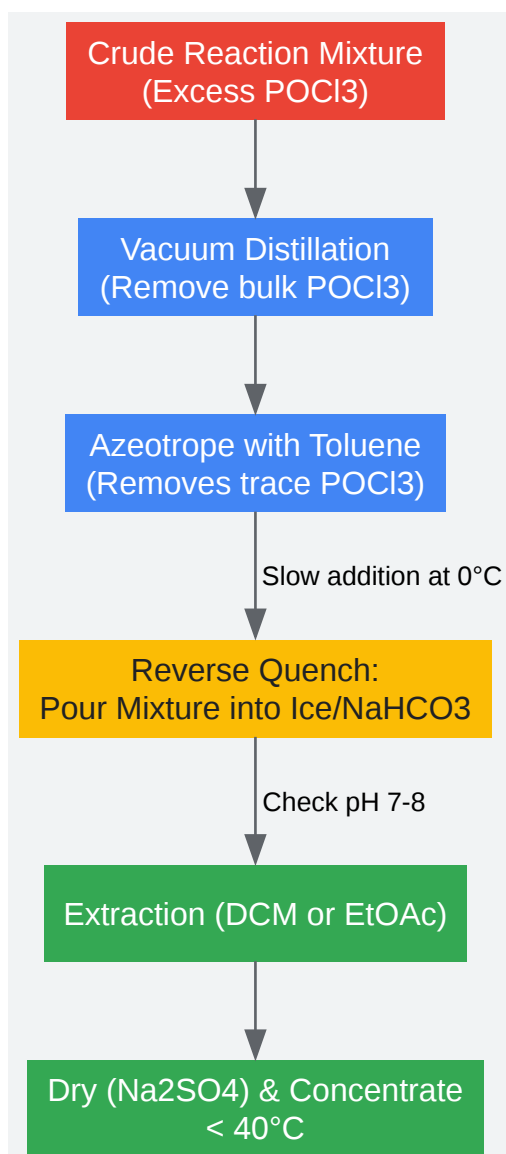 Crude Reaction Mixture
(Excess POCl3)
Vacuum Distillation
(Remove bulk POCl3)
Azeotrope with Toluene
(Removes trace POCl3)
Slow addition at 0°C
Reverse Quench:
Pour Mixture into Ice/NaHCO3
Check pH 7-8
Extraction (DCM or EtOAc)
Dry (Na2SO4) & Concentrate
< 40°C